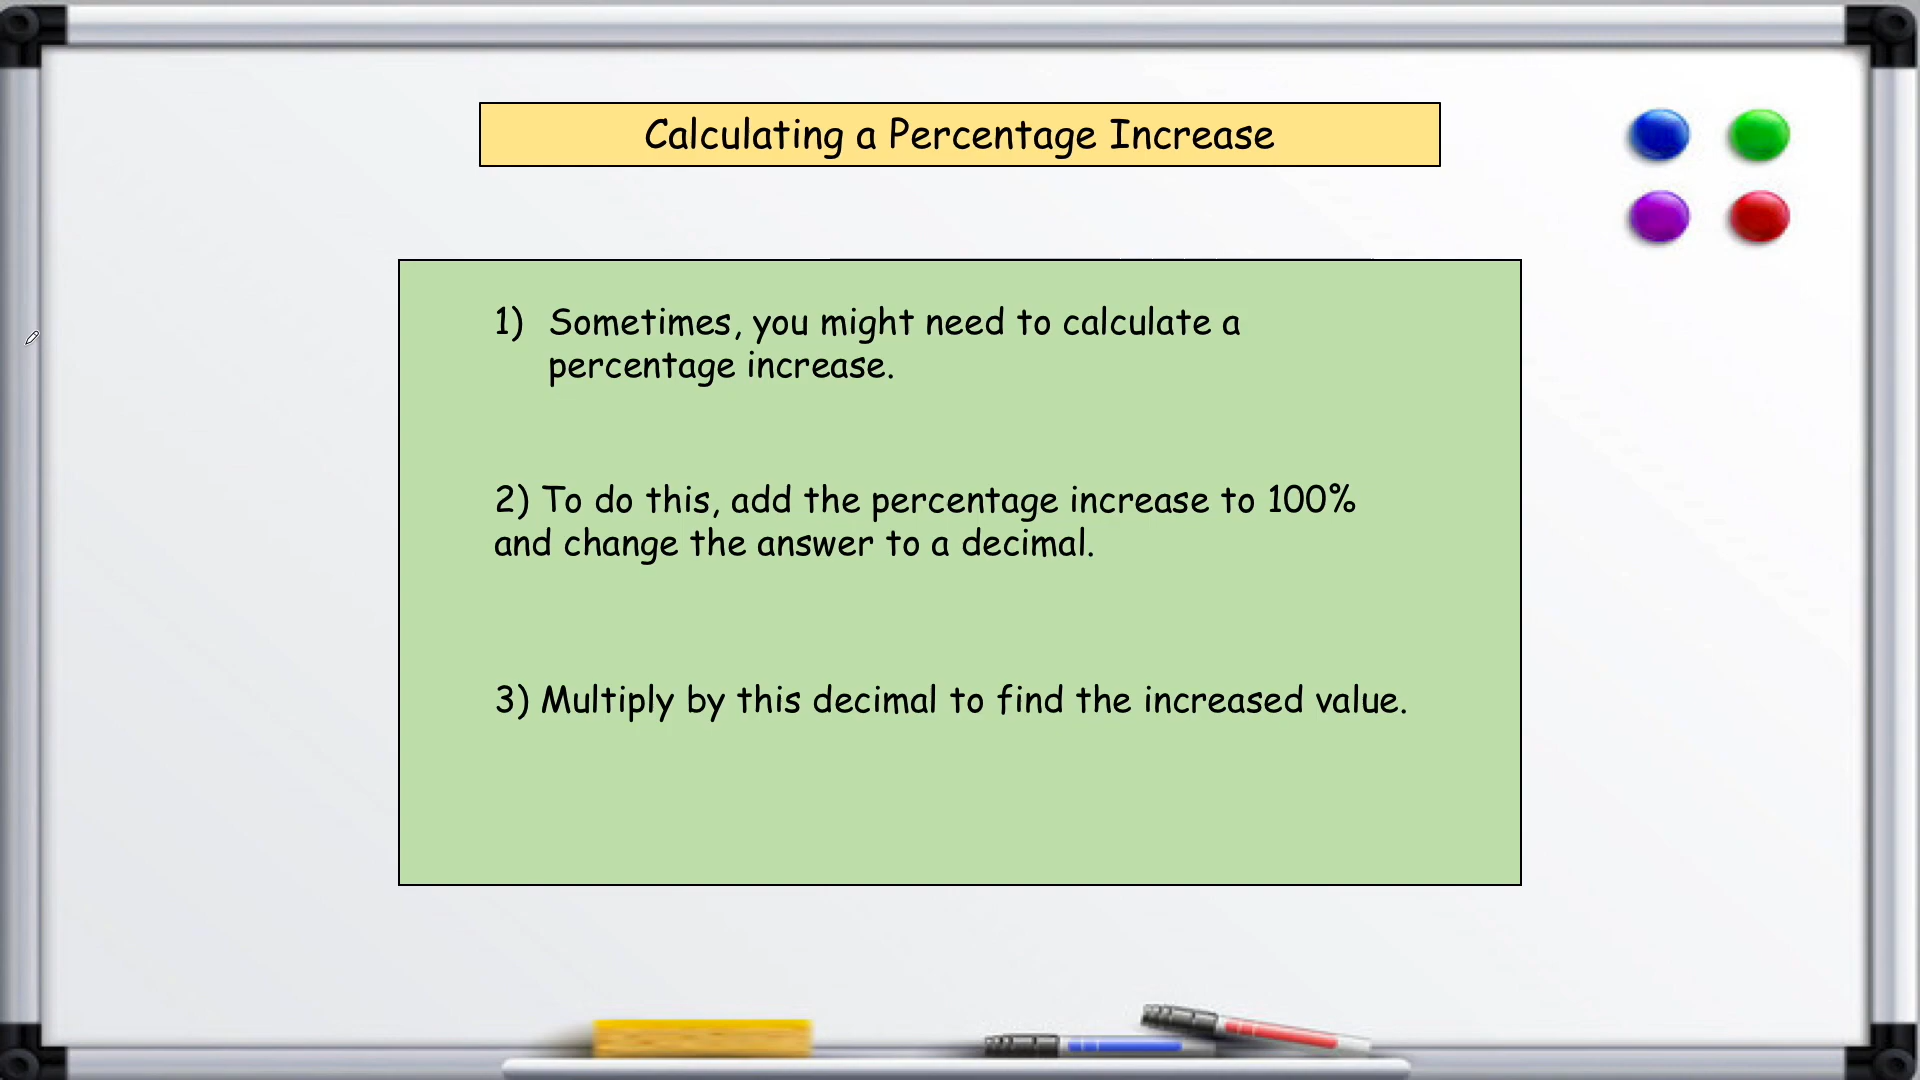 Calculating a Percentage Increase
1) Sometimes, you might need to calculate a
percentage increase.
2) To do this, add the percentage increase to 100%
and change the answer to a decimal.
3) Multiply by this decimal to find the increased value.